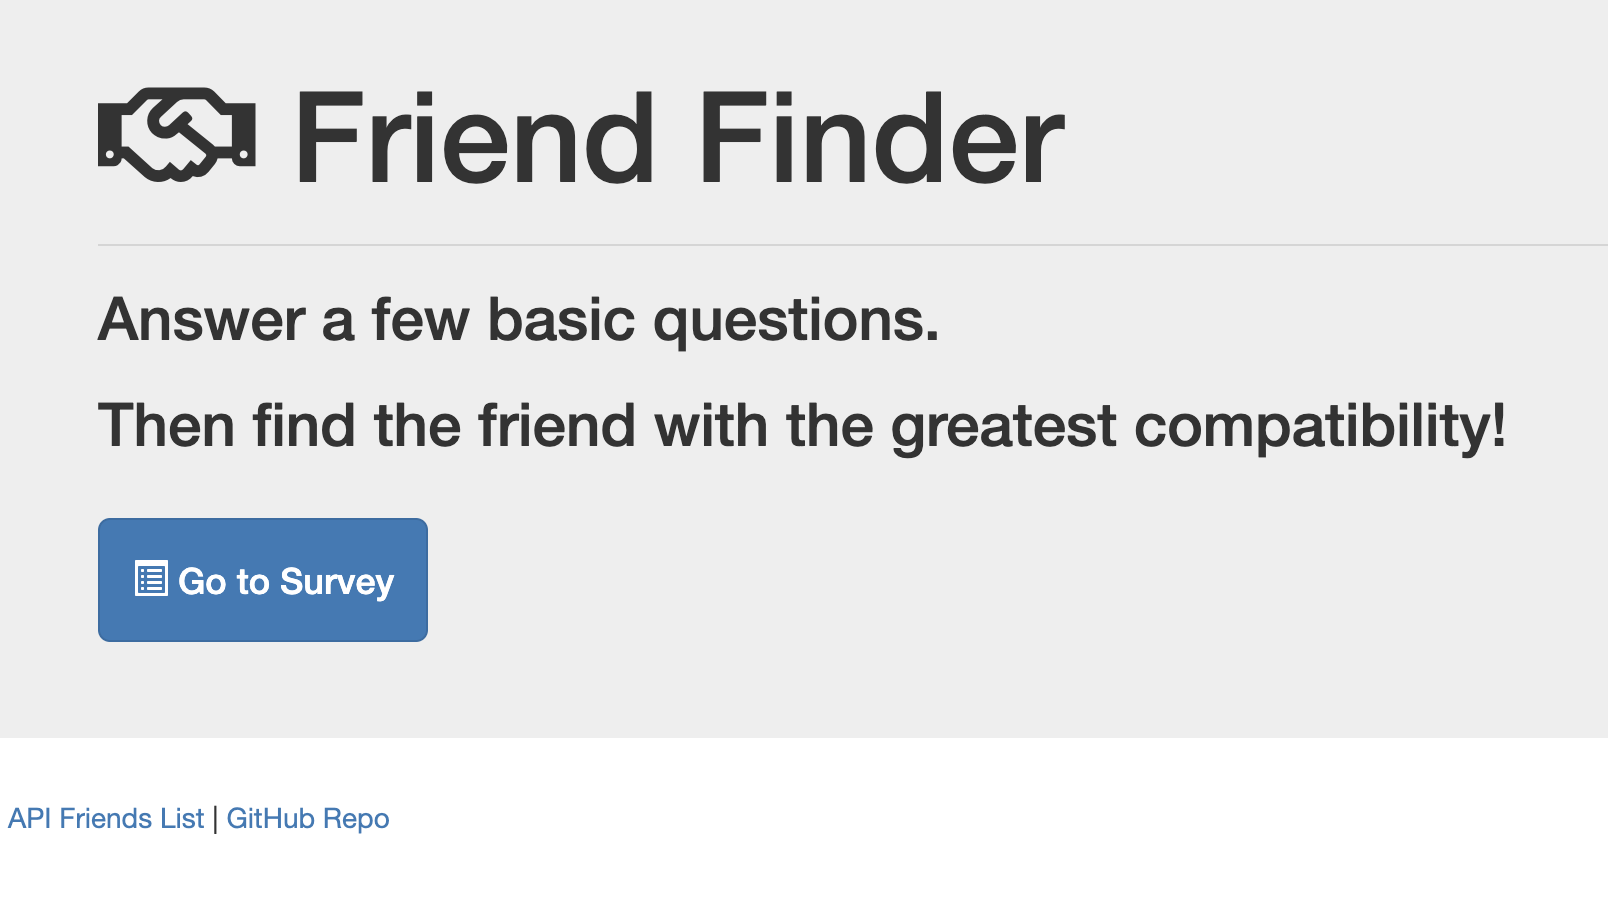 Friend Finder
Answer a few basic questions.
Then find the friend with the greatest compatibility!
Go to Survey
API Friends List | GitHub Repo